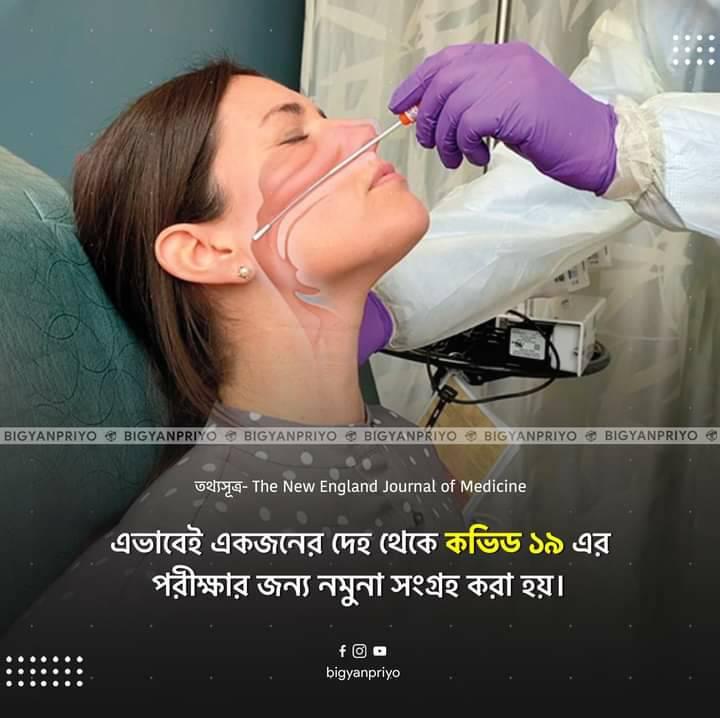 BIGYANPRIYO BIGYANPRIYO BIGYANPRIYO BIGYANPRIYO BIGYANPRIYO BIGYANPRIYO
তথ্যসূত্র- The New England Journal of Medicine
এভাবেই একজনের দেহ থেকে কভিড ১৯ এর
পরীক্ষার জন্য নমুনা সংগ্রহ করা হয়।
bigyanpriyo